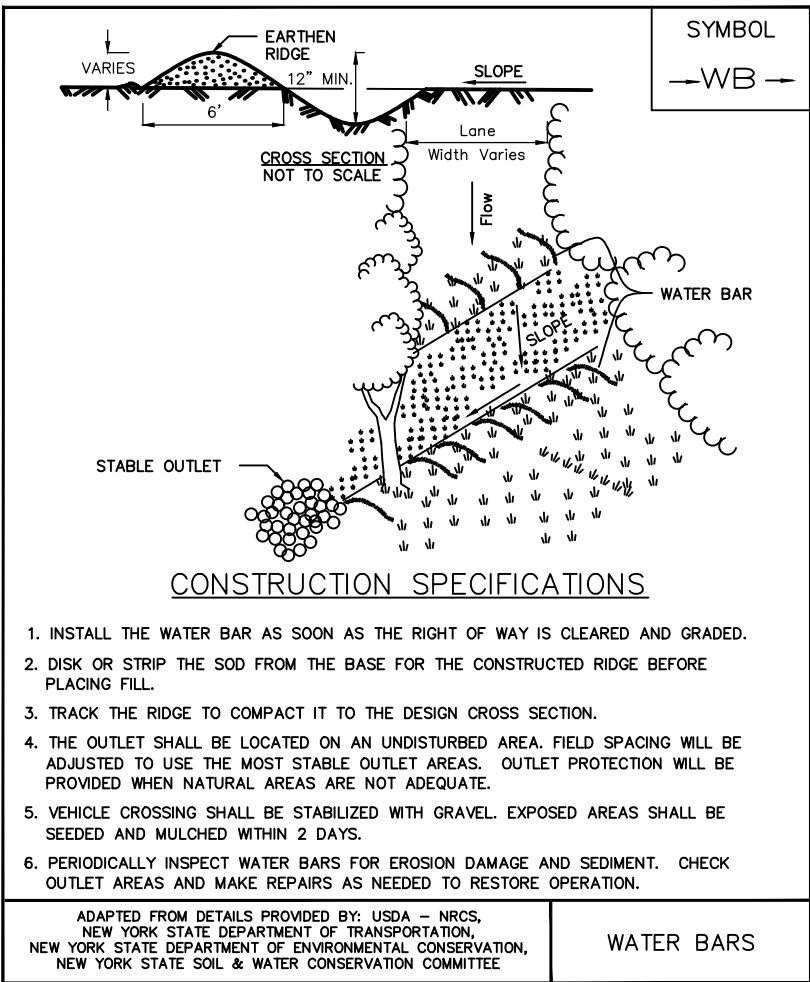 EARTHEN
RIDGE
VARIES
12" MIN.
SLOPE
6'
SYMBOL
WB
CROSS SECTION
NOT TO SCALE
Lane
Width Varies
Flow
WATER BAR
SLOPE
STABLE OUTLET
CONSTRUCTION SPECIFICATIONS
1. INSTALL THE WATER BAR AS SOON AS THE RIGHT OF WAY IS CLEARED AND GRADED.
2. DISK OR STRIP THE SOD FROM THE BASE FOR THE CONSTRUCTED RIDGE BEFORE
PLACING FILL.
3. TRACK THE RIDGE TO COMPACT IT TO THE DESIGN CROSS SECTION.
4. THE OUTLET SHALL BE LOCATED ON AN UNDISTURBED AREA. FIELD SPACING WILL BE
ADJUSTED TO USE THE MOST STABLE OUTLET AREAS. OUTLET PROTECTION WILL BE
PROVIDED WHEN NATURAL AREAS ARE NOT ADEQUATE.
5. VEHICLE CROSSING SHALL BE STABILIZED WITH GRAVEL. EXPOSED AREAS SHALL BE
SEEDED AND MULCHED WITHIN 2 DAYS.
6. PERIODICALLY INSPECT WATER BARS FOR EROSION DAMAGE AND SEDIMENT. CHECK
OUTLET AREAS AND MAKE REPAIRS AS NEEDED TO RESTORE OPERATION.
ADAPTED FROM DETAILS PROVIDED BY: USDA – NRCS,
NEW YORK STATE DEPARTMENT OF TRANSPORTATION,
NEW YORK STATE DEPARTMENT OF ENVIRONMENTAL CONSERVATION,
NEW YORK STATE SOIL & WATER CONSERVATION COMMITTEE
WATER BARS